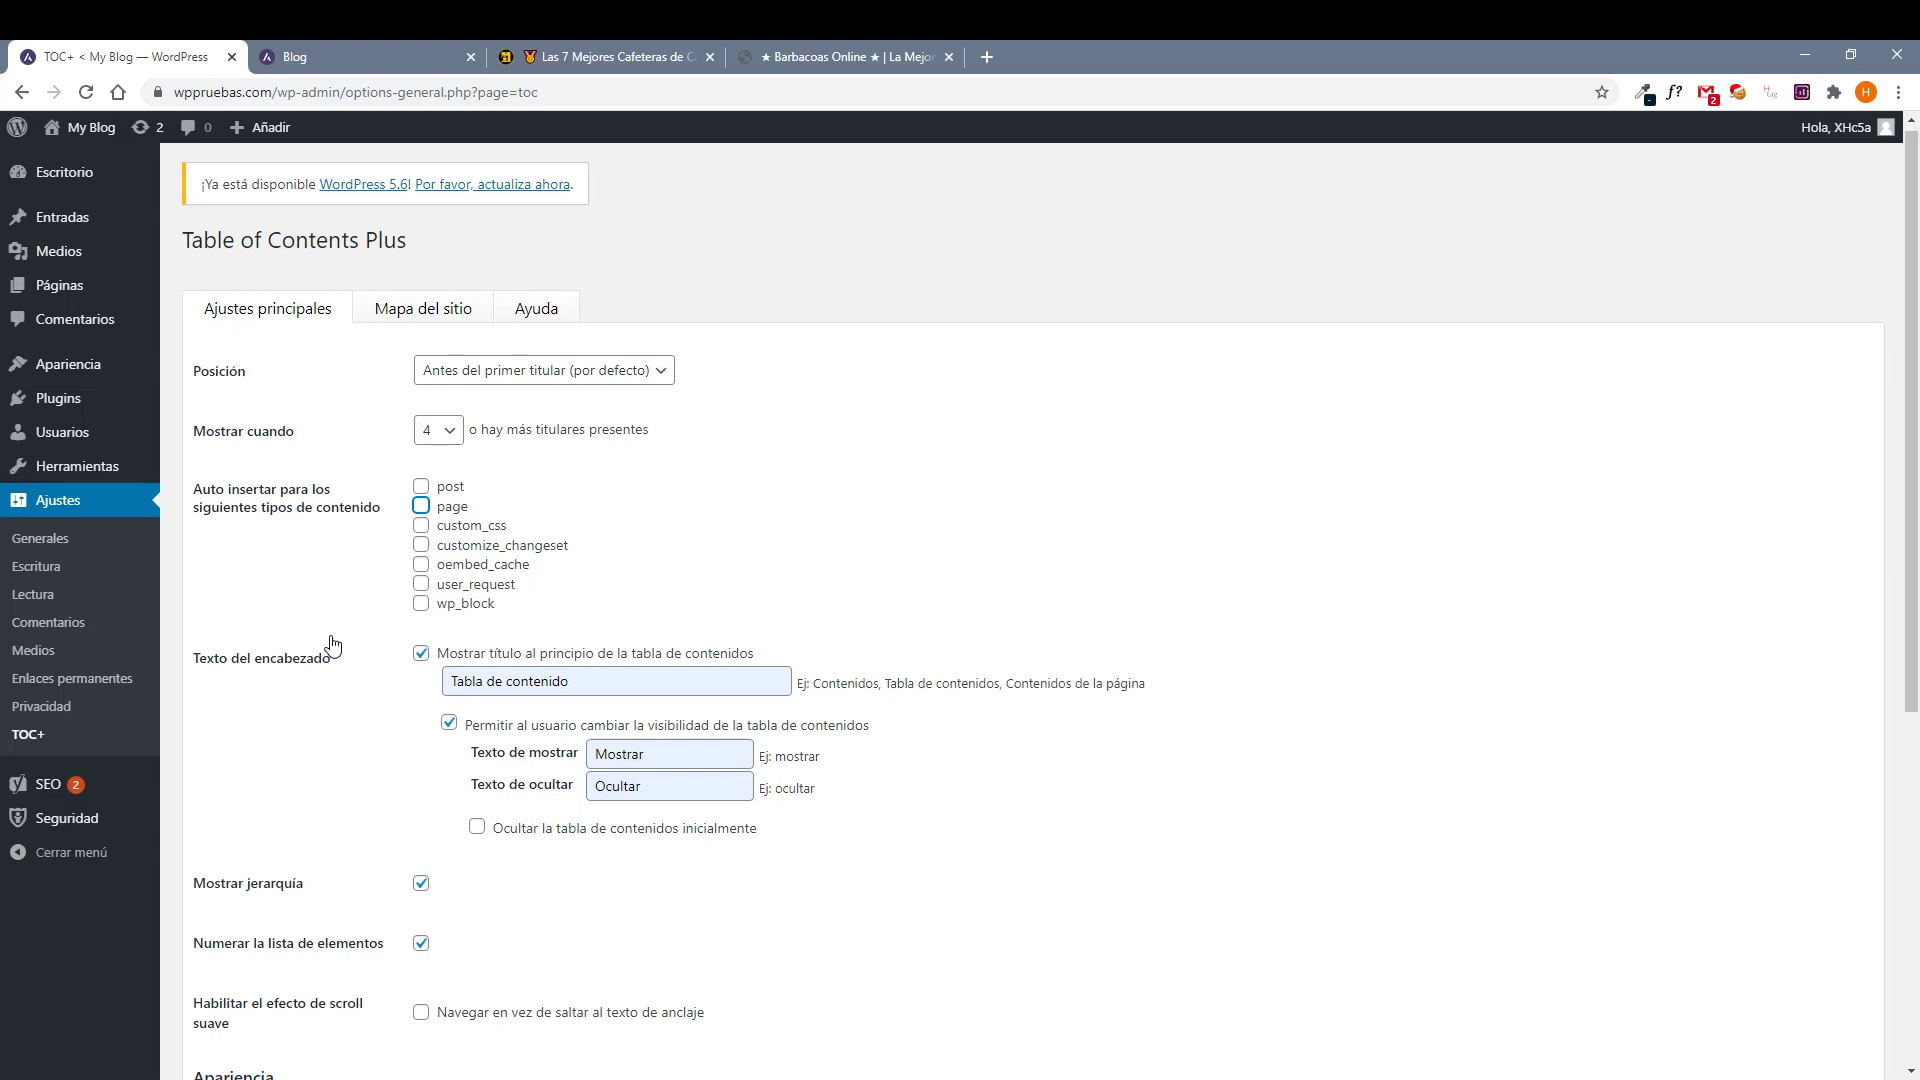 TOC+ < My Blog — WordPress
Blog
Las 7 Mejores Cafeteras de C
★ Barbacoas Online ★ | La Mejor
wppruebas.com/wp-admin/options-general.php?page=toc
f?
2
H
My Blog
2
0
Añadir
Hola, XHc5a
Escritorio
Entradas
Medios
Páginas
Comentarios
Apariencia
Plugins
Usuarios
Herramientas
Ajustes
Generales
Escritura
Lectura
Comentarios
Medios
Enlaces permanentes
Privacidad
TOC+
SEO 2
Seguridad
Cerrar menú
¡Ya está disponible WordPress 5.6! Por favor, actualiza ahora.
Table of Contents Plus
Ajustes principales
Mapa del sitio
Ayuda
Posición
Antes del primer titular (por defecto)
Mostrar cuando
4 o hay más titulares presentes
Auto insertar para los
siguientes tipos de contenido
post
page
custom_css
customize_changeset
oembed_cache
user_request
wp_block
Texto del encabezado
Mostrar título al principio de la tabla de contenidos
Tabla de contenido Ej: Contenidos, Tabla de contenidos, Contenidos de la página
Permitir al usuario cambiar la visibilidad de la tabla de contenidos
Texto de mostrar Mostrar Ej: mostrar
Texto de ocultar Ocultar Ej: ocultar
Ocultar la tabla de contenidos inicialmente
Mostrar jerarquía
Numerar la lista de elementos
Habilitar el efecto de scroll
suave
Navegar en vez de saltar al texto de anclaje
Apariencia